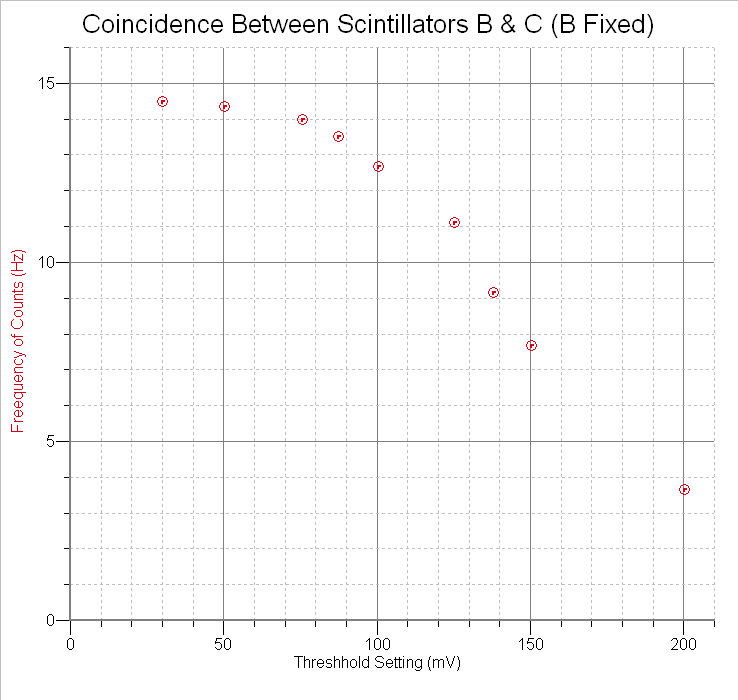 Coincidence Between Scintillators B & C (B Fixed)
15
10
5
0
Freequency of Counts (Hz)
0 50 100 150 200
Threshhold Setting (mV)